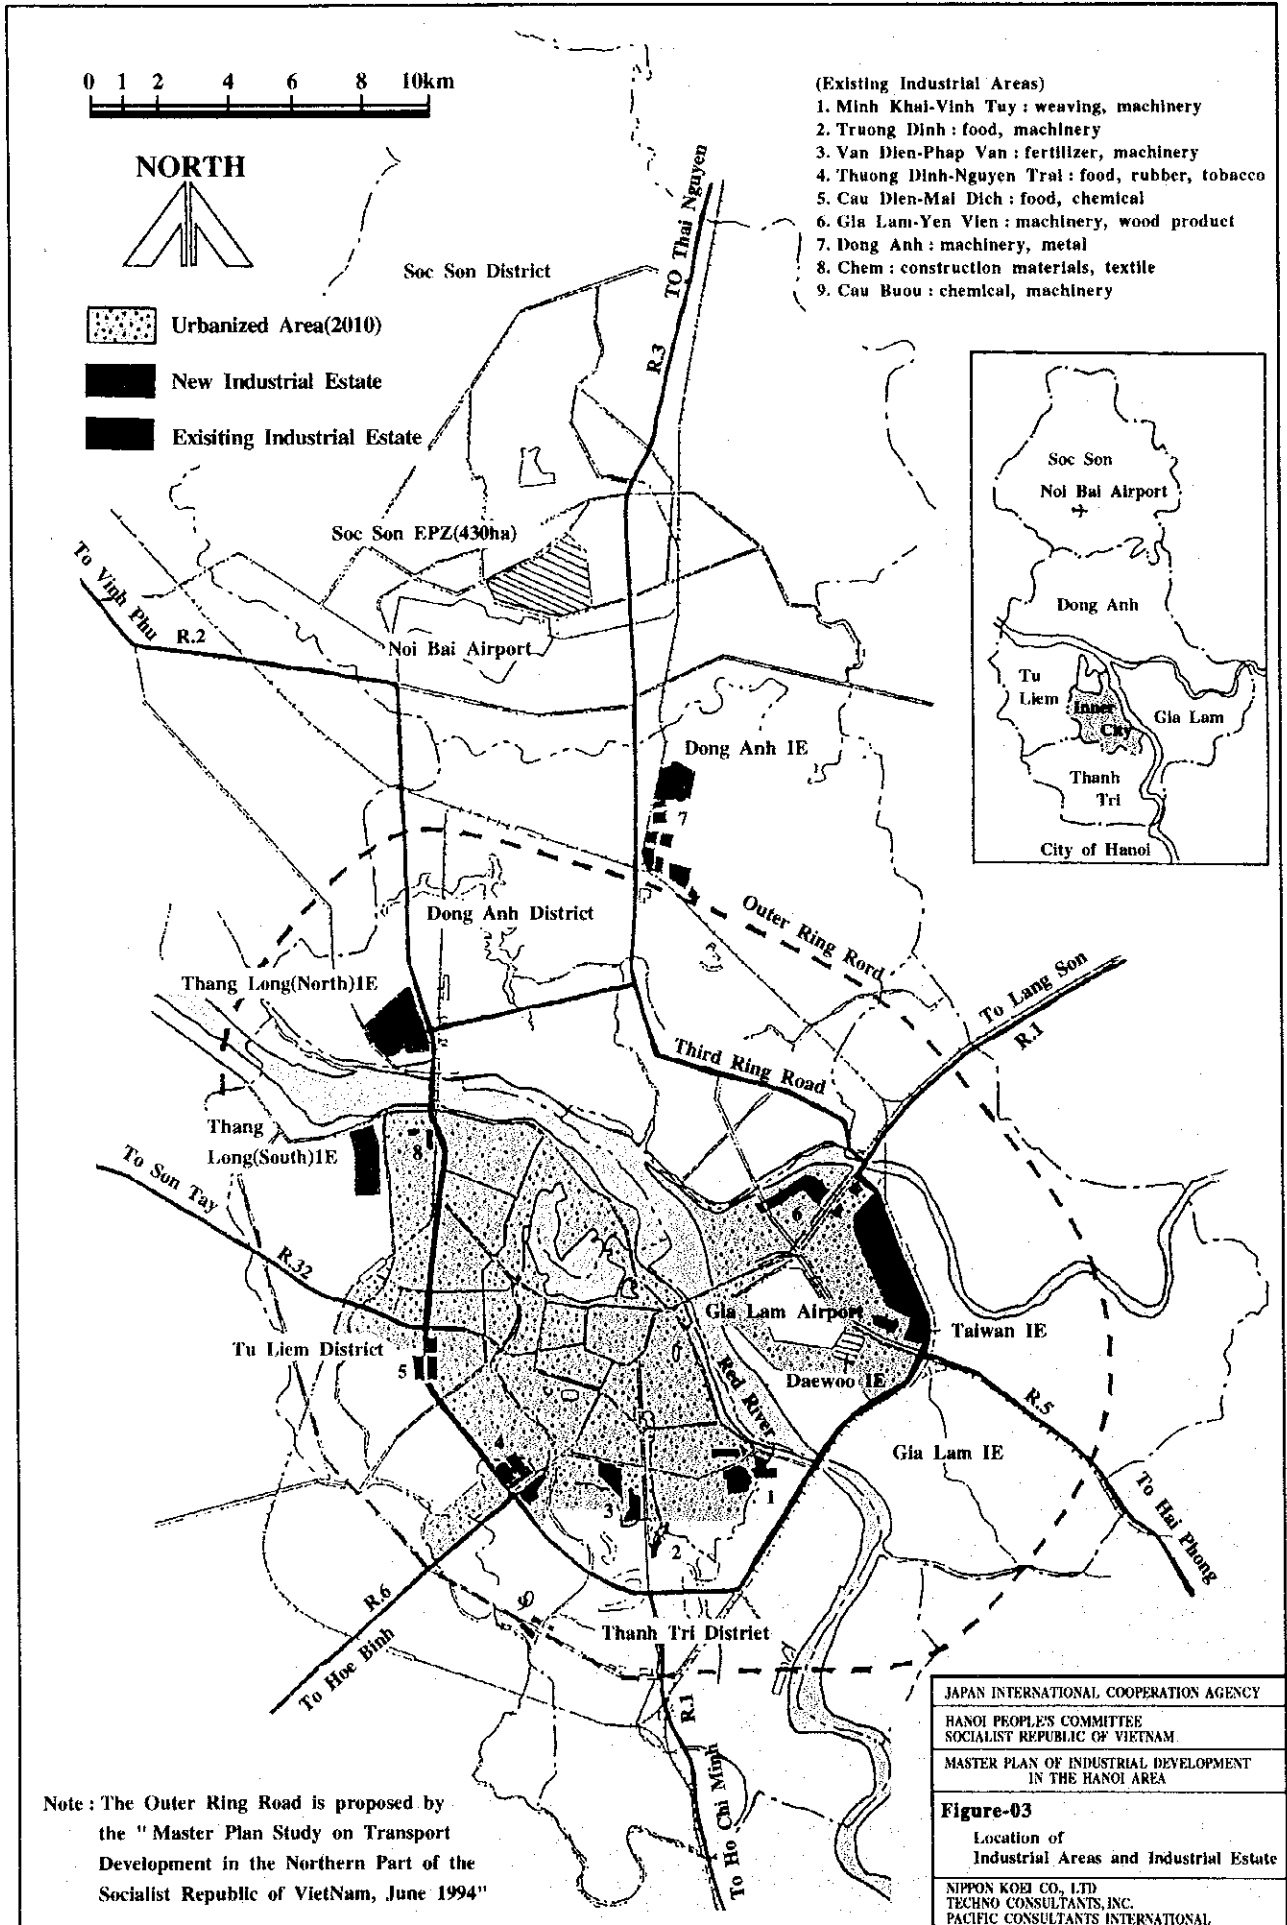 0 1 2 4 6 8 10km
NORTH
Urbanized Area(2010)
New Industrial Estate
Exisiting Industrial Estate
(Existing Industrial Areas)
1. Minh Khai-Vinh Tuy : weaving, machinery
2. Truong Dinh : food, machinery
3. Van Dien-Phap Van : fertilizer, machinery
4. Thuong Dinh-Nguyen Trai : food, rubber, tobacco
5. Cau Dien-Mai Dich : food, chemical
6. Gia Lam-Yen Vien : machinery, wood product
7. Dong Anh : machinery, metal
8. Chem : construction materials, textile
9. Cau Buou : chemical, machinery
TO Thai Nguyen
R.3
Soc Son District
Soc Son
Noi Bai Airport
Dong Anh
Tu
Liem
Inner
City
Gia Lam
Thanh
Tri
City of Hanoi
Soc Son EPZ(430ha)
To Vinh Phu
R.2
Noi Bai Airport
Dong Anh IE
7
Dong Anh District
Outer Ring Rord
Thang Long(North)1E
To Lang Son
R.1
Third Ring Road
Thang
Long(South)1E
8
To Son Tay
R.32
6
Gia Lam Airport
Taiwan IE
Tu Liem District
5
Red River
Daewoo IE
R.5
Gia Lam IE
To Hai Phong
4
3
1
2
R.6
To Hoe Binh
9
Thanh Tri Distriet
R.1
To Ho Chi Minh
Note : The Outer Ring Road is proposed by
the " Master Plan Study on Transport
Development in the Northern Part of the
Socialist Republic of VietNam, June 1994"
JAPAN INTERNATIONAL COOPERATION AGENCY
HANOI PEOPLE'S COMMITTEE
SOCIALIST REPUBLIC OF VIETNAM
MASTER PLAN OF INDUSTRIAL DEVELOPMENT
IN THE HANOI AREA
Figure-03
Location of
Industrial Areas and Industrial Estate
NIPPON KOEI CO., LTD
TECHNO CONSULTANTS, INC.
PACIFIC CONSULTANTS INTERNATIONAL